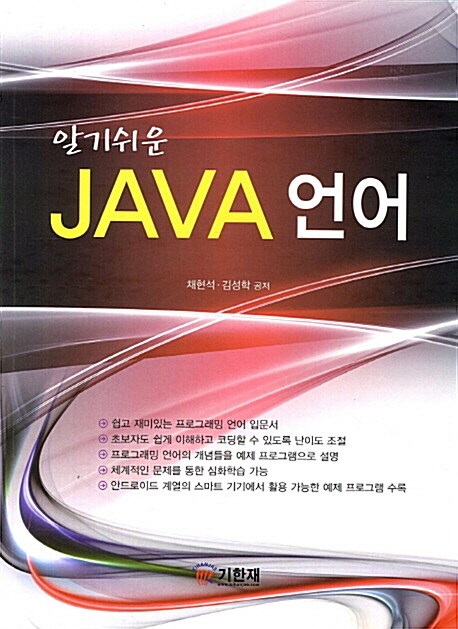 알기쉬운
JAVA 언어
채현석 · 김성학 공저
쉽고 재미있는 프로그래밍 언어 입문서
초보자도 쉽게 이해하고 코딩할 수 있도록 난이도 조절
프로그래밍 언어의 개념들을 예제 프로그램으로 설명
체계적인 문제를 통한 심화학습 가능
안드로이드 계열의 스마트 기기에서 활용 가능한 예제 프로그램 수록
기한재